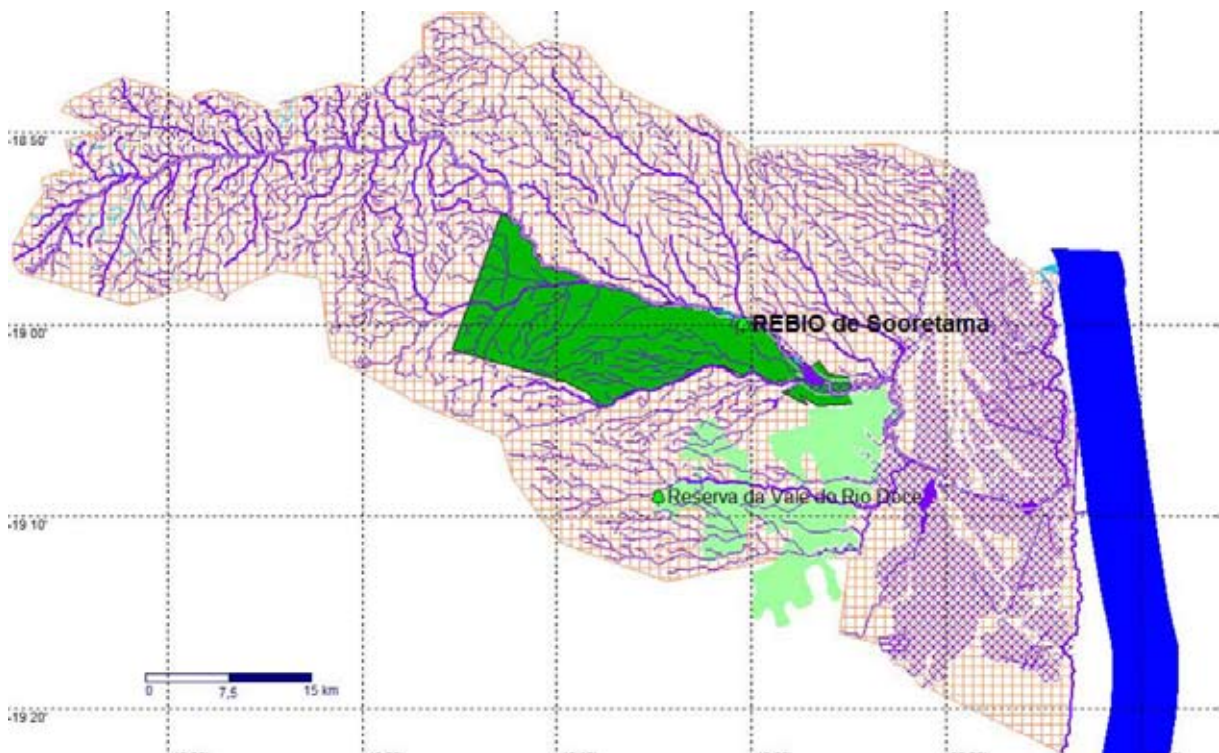 -18 50'
REBIO de Sooretama
-19 00'
Reserva da Vale do Rio Doce
-19 10'
0 7,5 15 km
-19 20'